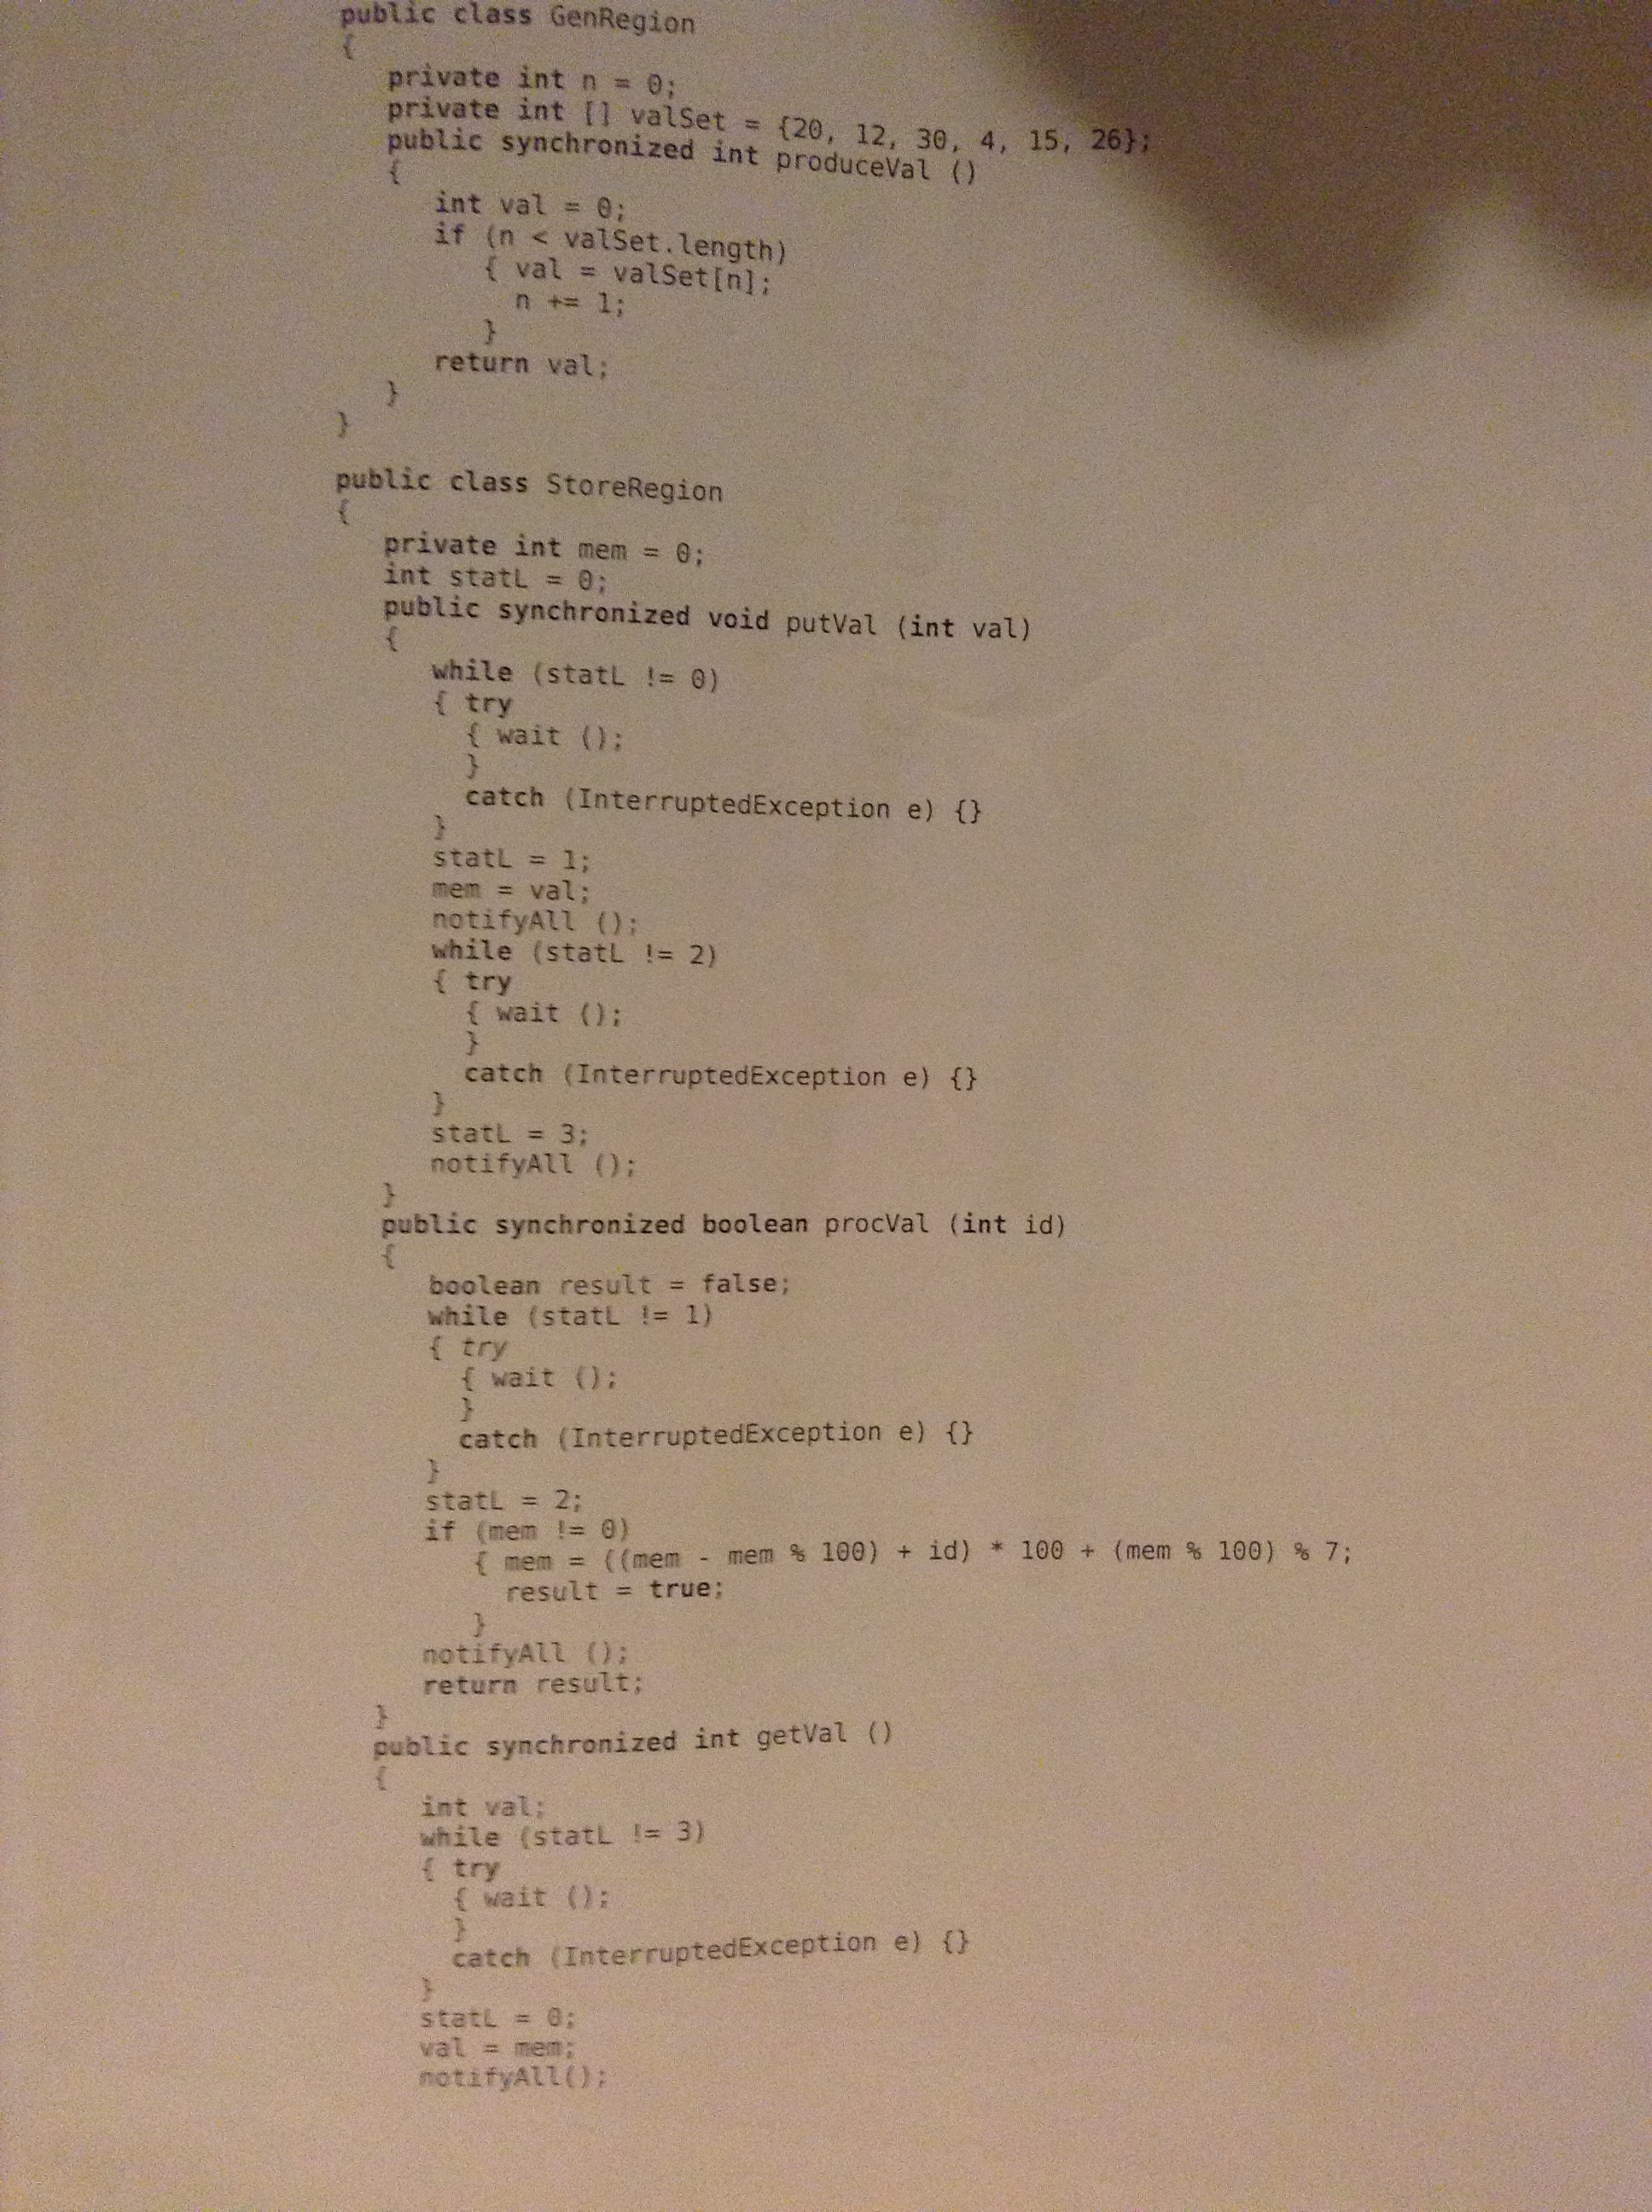 public class GenRegion
{
private int n = 0;
private int [] valSet = {20, 12, 30, 4, 15, 26};
public synchronized int produceVal ()
{
int val = 0;
if (n < valSet.length)
{ val = valSet[n];
n += 1;
}
return val;
}
}
public class StoreRegion
{
private int mem = 0;
int statL = 0;
public synchronized void putVal (int val)
{
while (statL != 0)
{ try
{ wait ();
}
catch (InterruptedException e) {}
}
statL = 1;
mem = val;
notifyAll ();
while (statL != 2)
{ try
{ wait ();
}
catch (InterruptedException e) {}
}
statL = 3;
notifyAll ();
}
public synchronized boolean procVal (int id)
{
boolean result = false;
while (statL != 1)
{ try
{ wait ();
}
catch (InterruptedException e) {}
}
statL = 2;
if (mem != 0)
{ mem = ((mem - mem % 100) + id) * 100 + (mem % 100) % 7;
result = true;
}
notifyAll ();
return result;
}
public synchronized int getVal ()
{
int val;
while (statL != 3)
{ try
{ wait ();
}
catch (InterruptedException e) {}
}
statL = 0;
val = mem;
notifyAll();